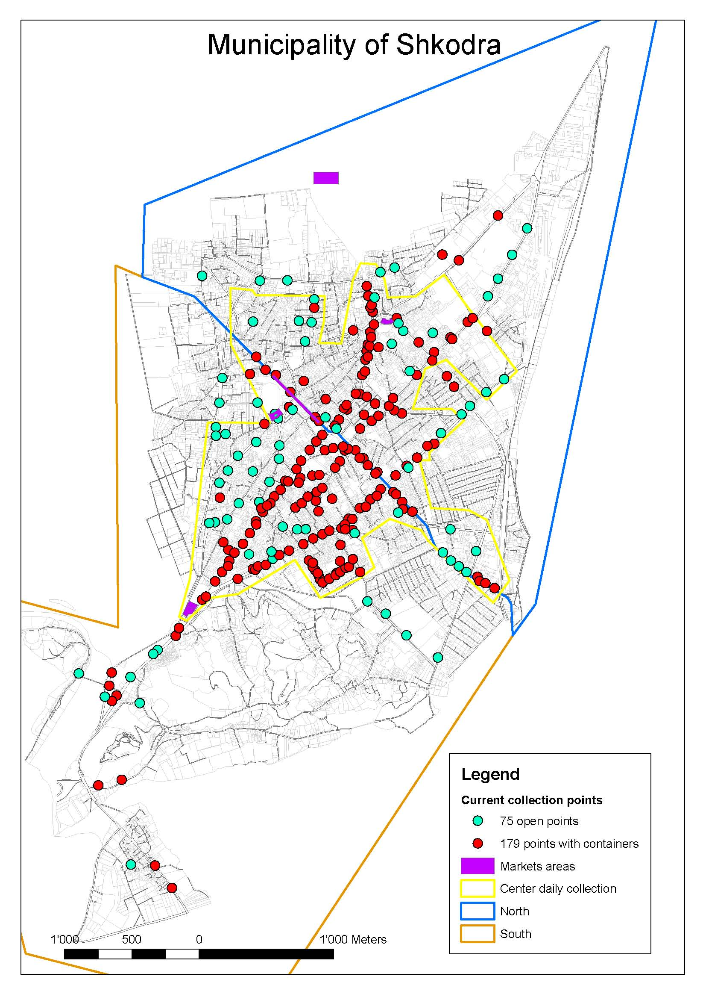 Municipality of Shkodra
Legend
Current collection points
75 open points
179 points with containers
Markets areas
Center daily collection
North
South
1'000 500 0 1'000 Meters